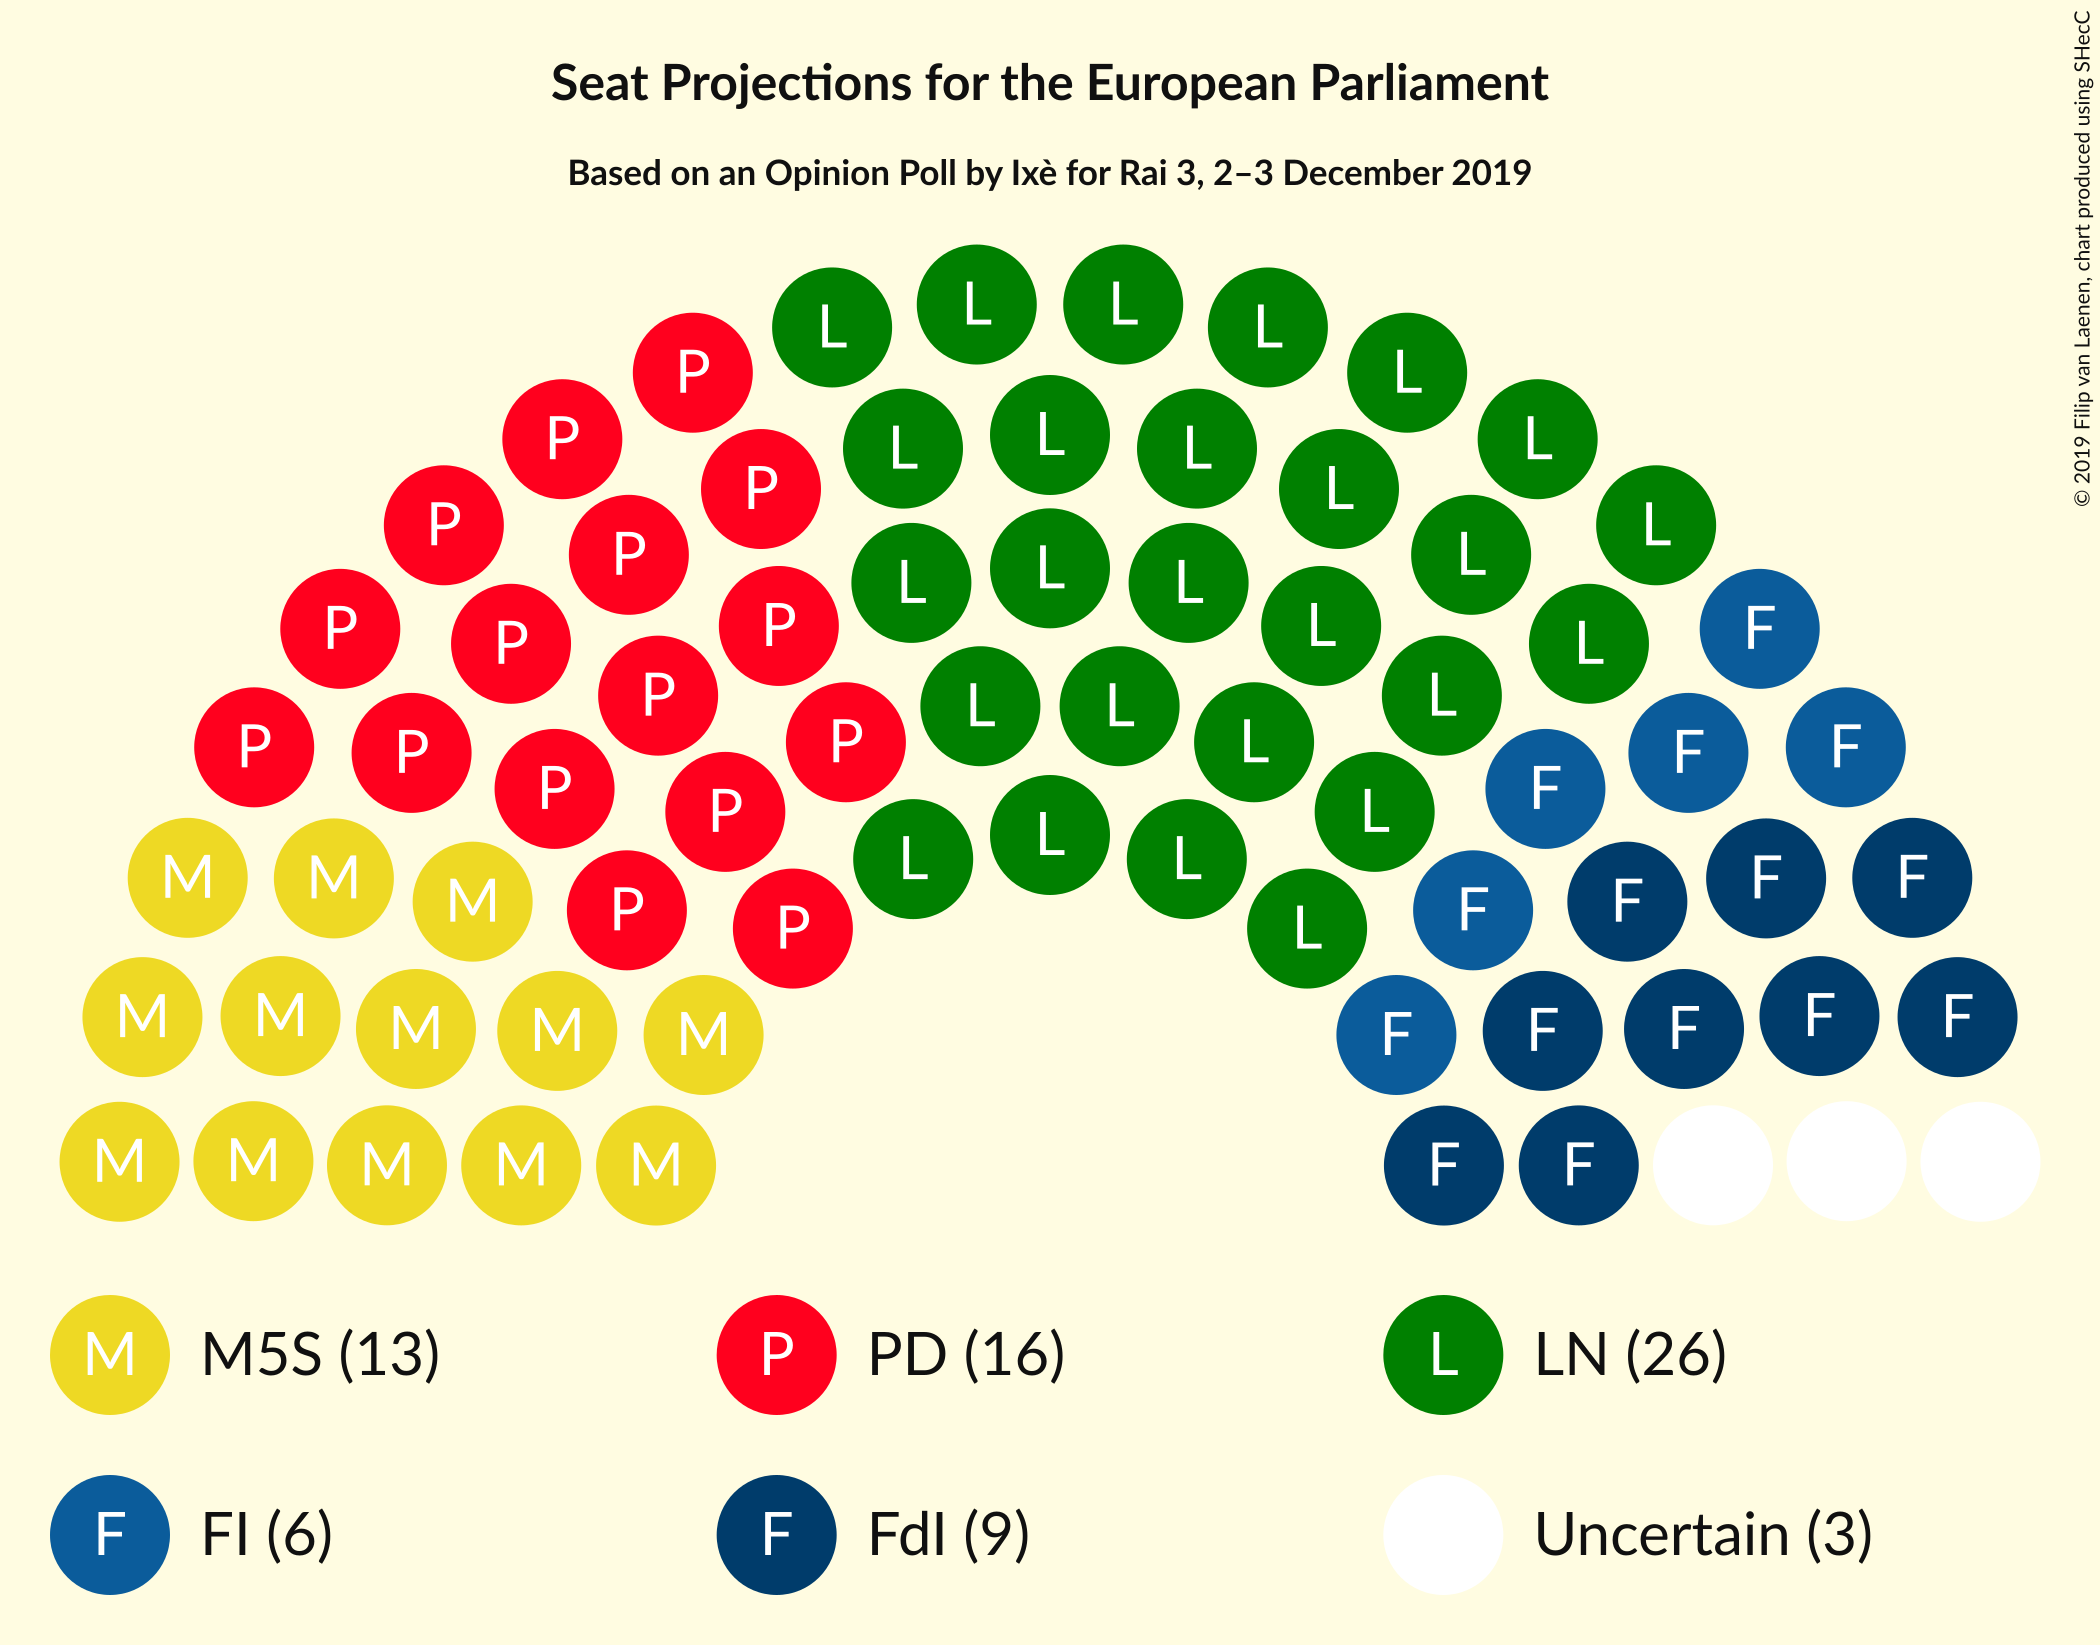 Seat Projections for the European Parliament
Based on an Opinion Poll by Ixè for Rai 3, 2–3 December 2019
© 2019 Filip van Laenen, chart produced using SHecC
L L L L
P L
P L
L L L
P L
P L
P L
L L L
P L
P L
P F
P L
P L
L L
P L
P F
P F
P L
P F
L
L L
M M F F
M F
P F
P L
M M F F
M F
M F
M F
M M F F
M M M F F
M M5S (13) P PD (16) L LN (26)
F FI (6) F FdI (9) Uncertain (3)